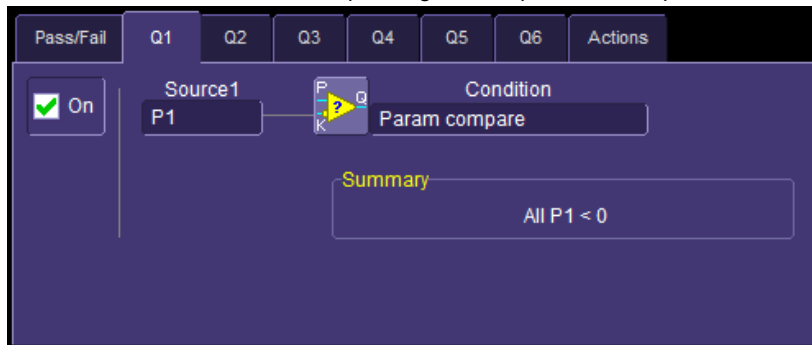 Pass/Fail Q1 Q2 Q3 Q4 Q5 Q6 Actions
On
Source1
P1
P
?
Q
K
Condition
Param compare
Summary
All P1 < 0